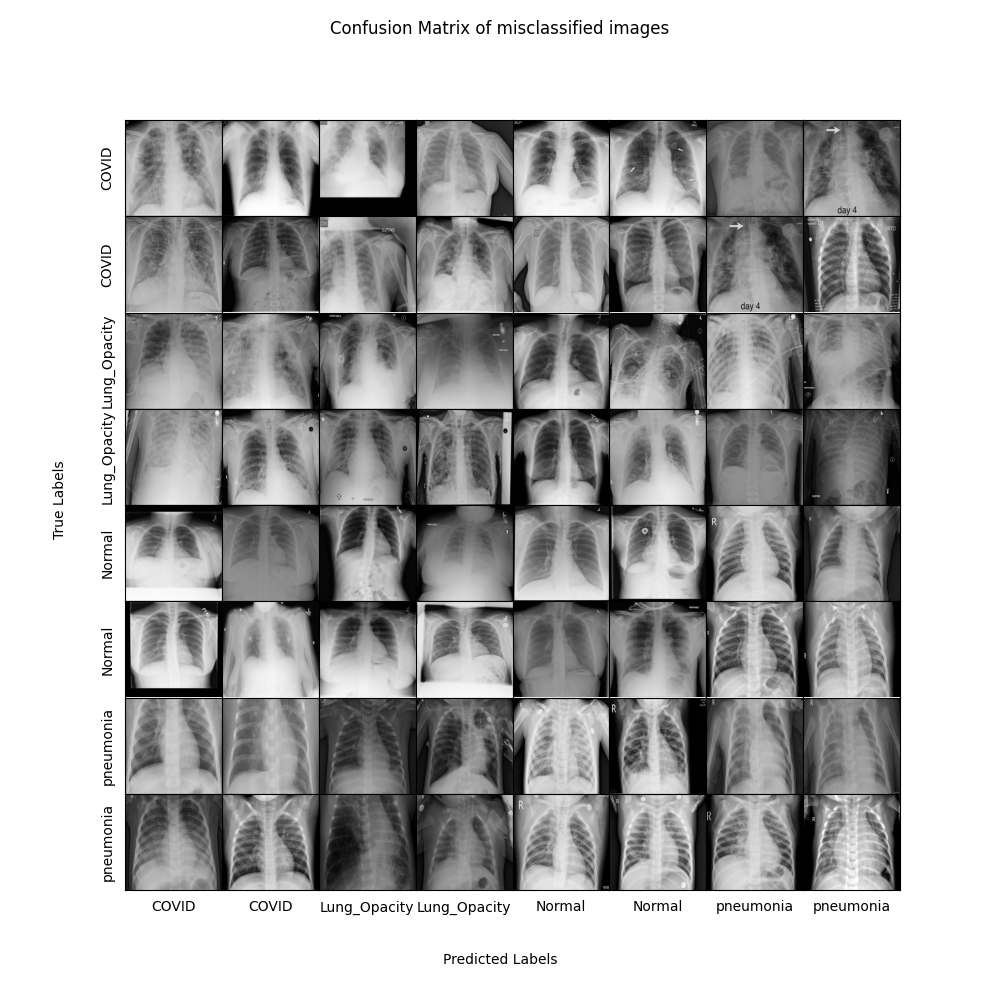 Confusion Matrix of misclassified images
True Labels
COVID
day 4
COVID
day 4
Lung_Opacity
Lung_Opacity
Normal
R
Normal
pneumonia
R
pneumonia
R
R
COVID COVID Lung_Opacity Lung_Opacity Normal Normal pneumonia pneumonia
Predicted Labels